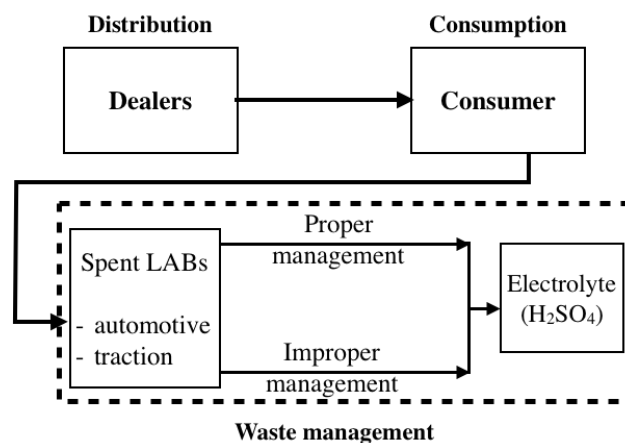 Distribution
Consumption
Dealers
Consumer
Spent LABs
- automotive
- traction
Proper
management
Improper
management
Electrolyte
(H₂SO₄)
Waste management